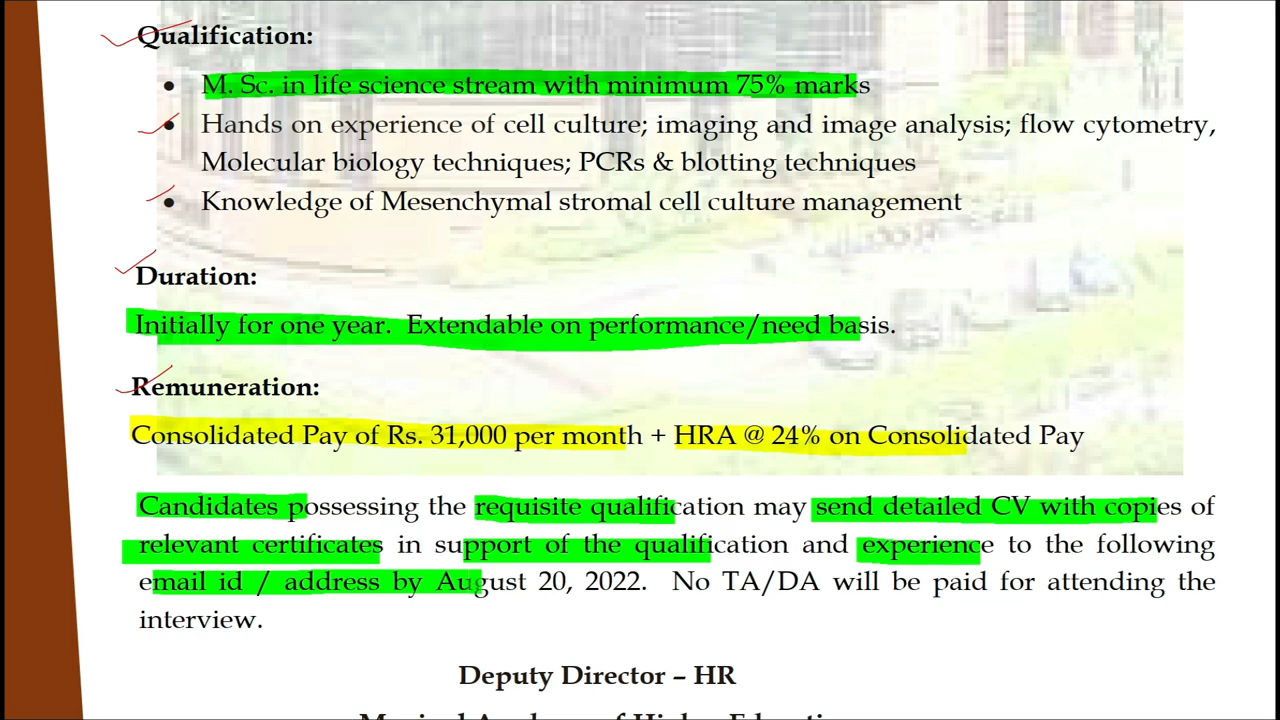 Qualification:
• M. Sc. in life science stream with minimum 75% marks
• Hands on experience of cell culture; imaging and image analysis; flow cytometry,
Molecular biology techniques; PCRs & blotting techniques
• Knowledge of Mesenchymal stromal cell culture management
Duration:
Initially for one year. Extendable on performance/need basis.
Remuneration:
Consolidated Pay of Rs. 31,000 per month + HRA @ 24% on Consolidated Pay
Candidates possessing the requisite qualification may send detailed CV with copies of
relevant certificates in support of the qualification and experience to the following
email id / address by August 20, 2022. No TA/DA will be paid for attending the
interview.
Deputy Director – HR